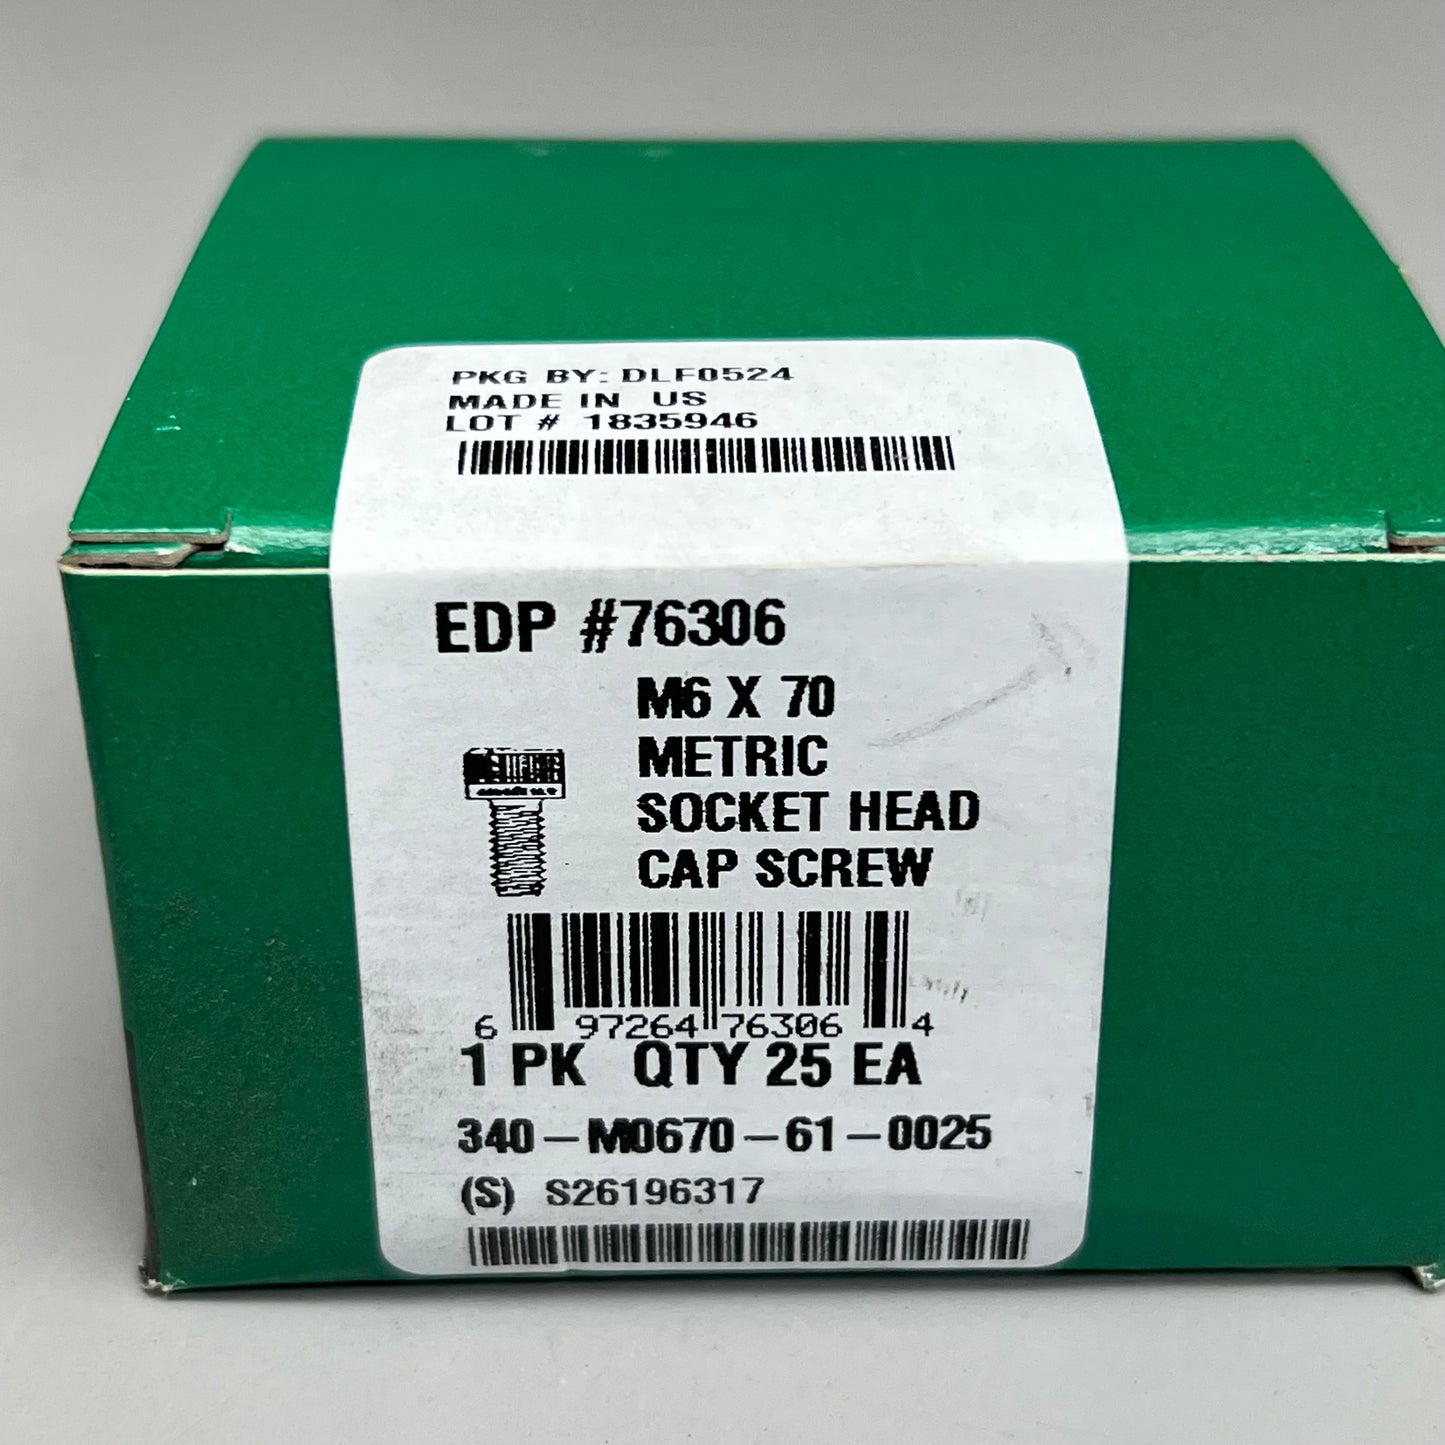 PKG BY: DLF0524
MADE IN US
LOT # 1835946
EDP #76306
M6 X 70
METRIC
SOCKET HEAD
CAP SCREW
6 97264 76306 4
1 PK QTY 25 EA
340-M0670-61-0025
(S) S26196317